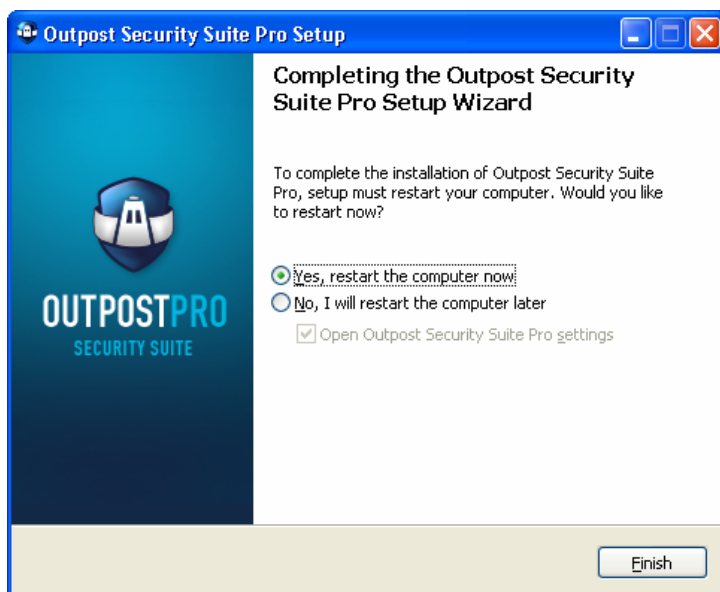 Outpost Security Suite Pro Setup
Completing the Outpost Security
Suite Pro Setup Wizard
To complete the installation of Outpost Security Suite
Pro, setup must restart your computer. Would you like
to restart now?
Yes, restart the computer now
No, I will restart the computer later
Open Outpost Security Suite Pro settings
OUTPOSTPRO
SECURITY SUITE
Finish